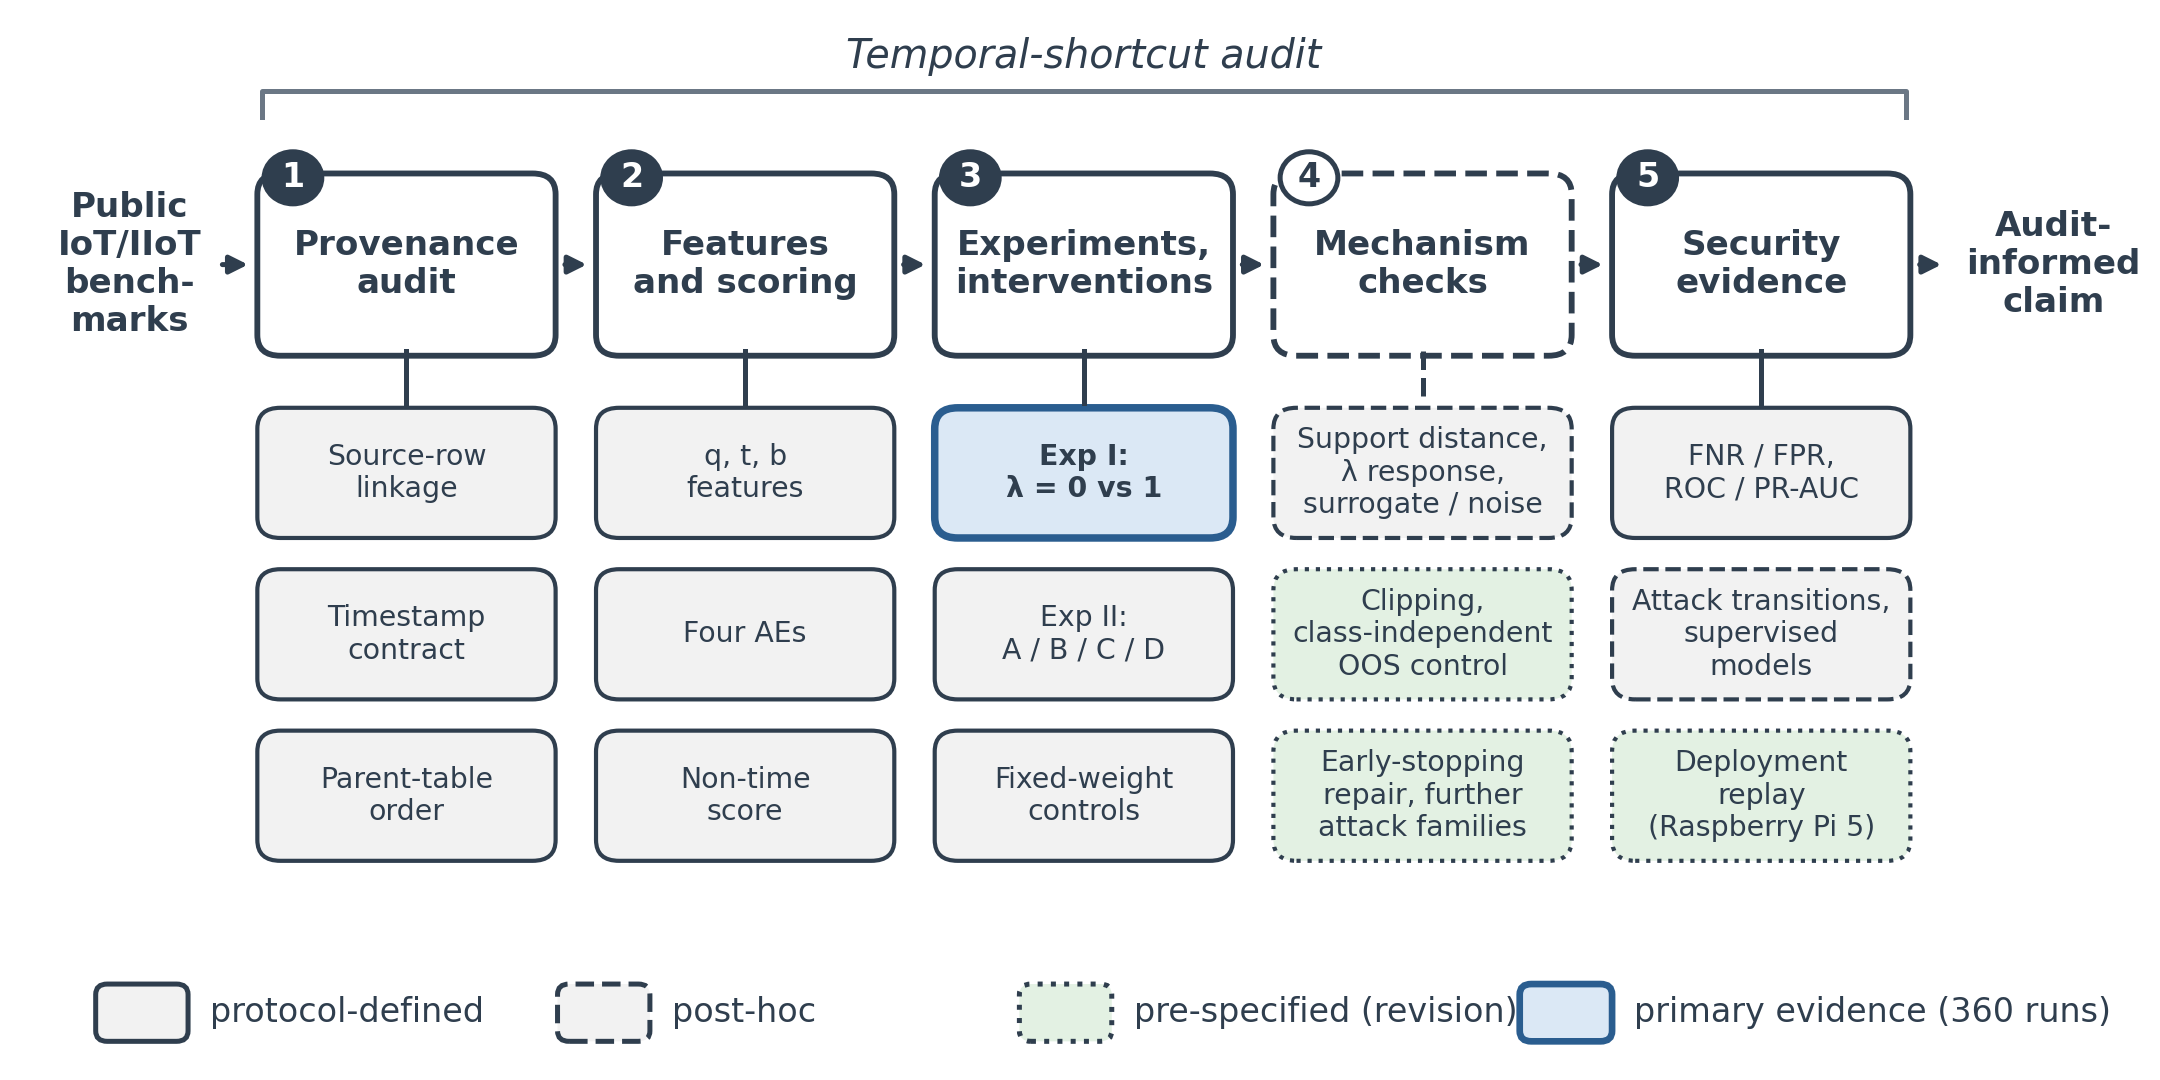 Temporal-shortcut audit
Public
IoT/IIoT
bench-
marks
1
Provenance
audit
2
Features
and scoring
3
Experiments,
interventions
4
Mechanism
checks
5
Security
evidence
Audit-
informed
claim
Source-row
linkage
q, t, b
features
Exp I:
λ = 0 vs 1
Support distance,
λ response,
surrogate / noise
FNR / FPR,
ROC / PR-AUC
Timestamp
contract
Four AEs
Exp II:
A / B / C / D
Clipping,
class-independent
OOS control
Attack transitions,
supervised
models
Parent-table
order
Non-time
score
Fixed-weight
controls
Early-stopping
repair, further
attack families
Deployment
replay
(Raspberry Pi 5)
protocol-defined
post-hoc
pre-specified (revision)
primary evidence (360 runs)